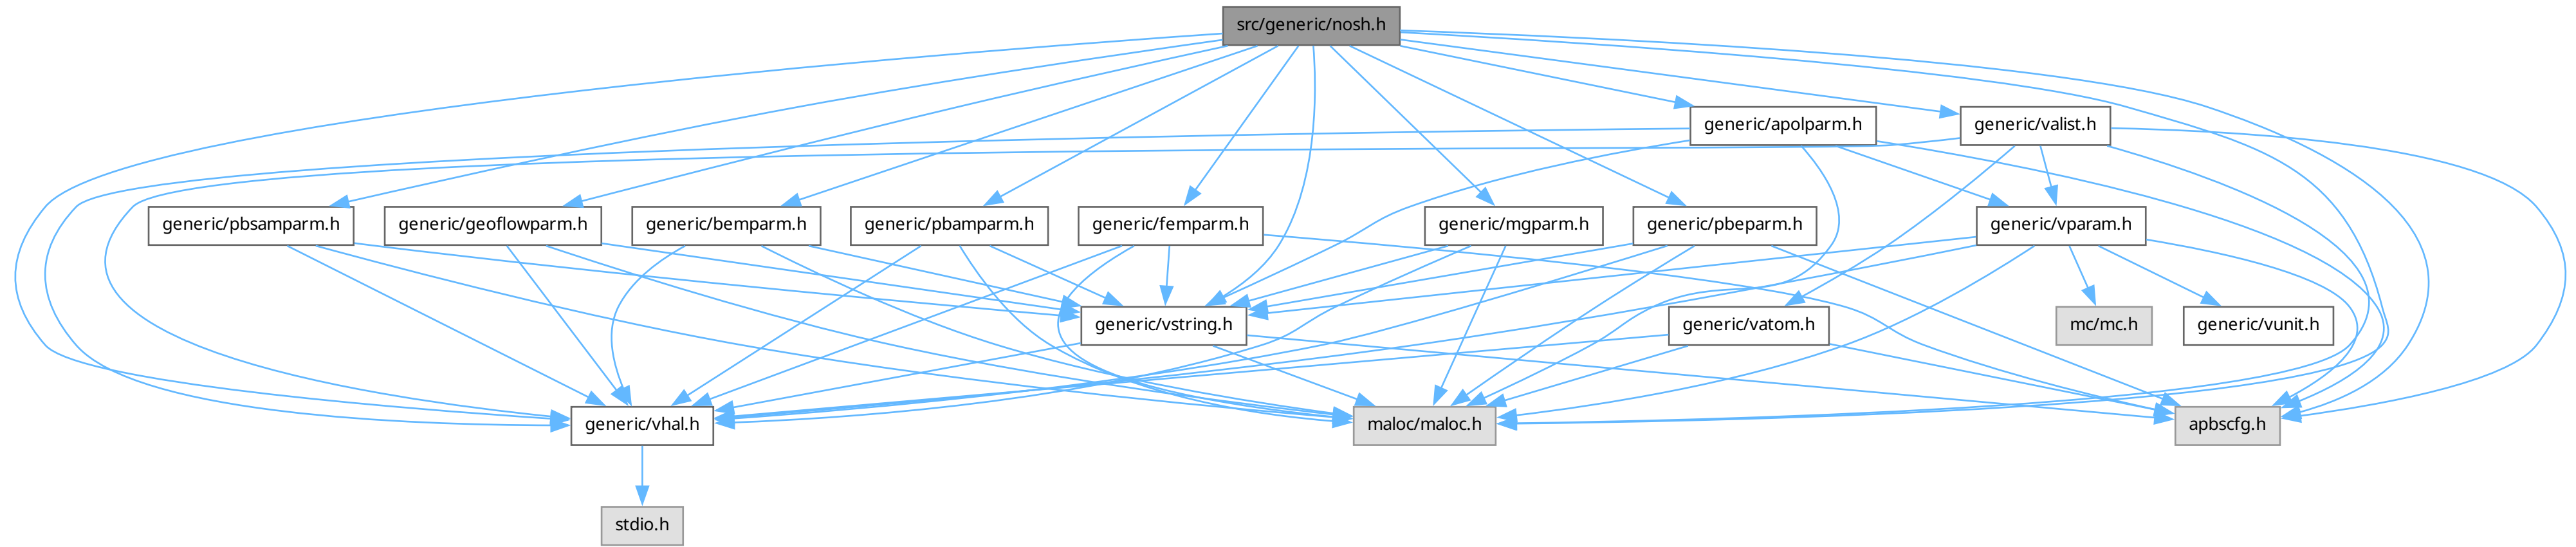 src/generic/nosh.h
generic/apolparm.h
generic/valist.h
generic/pbsamparm.h
generic/geoflowparm.h
generic/bemparm.h
generic/pbamparm.h
generic/femparm.h
generic/mgparm.h
generic/pbeparm.h
generic/vparam.h
generic/vstring.h
generic/vatom.h
mc/mc.h
generic/vunit.h
generic/vhal.h
maloc/maloc.h
apbscfg.h
stdio.h